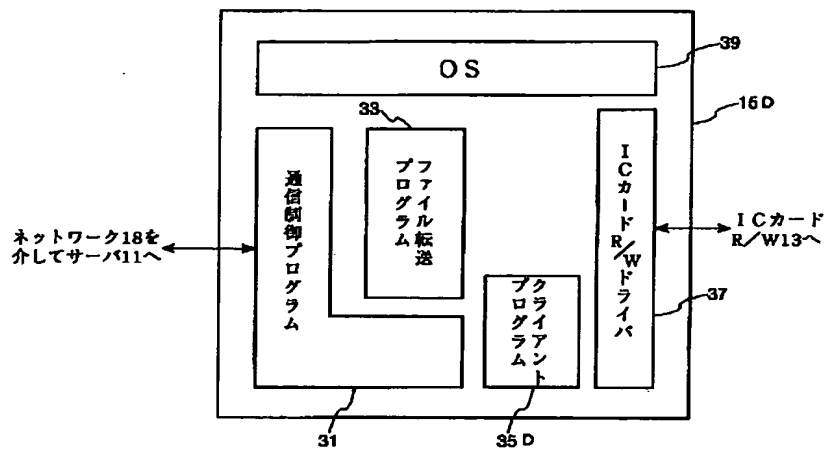 OS
39
15D
33
通信制御プログラム
ファイル転送
プログラム
ICカードR/Wドライバ
ネットワーク18を
介してサーバ11へ
ICカード
R/W13へ
クライアント
プログラム
37
31
35D